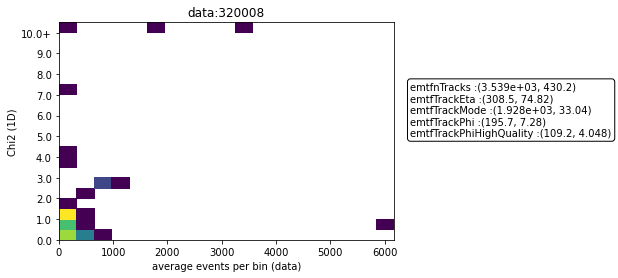 data:320008
10.0+
9.0
8.0
7.0
6.0
5.0
4.0
3.0
2.0
1.0
0.0
Chi2 (1D)
0 1000 2000 3000 4000 5000 6000
average events per bin (data)
emtfnTracks :(3.539e+03, 430.2)
emtfTrackEta :(308.5, 74.82)
emtfTrackMode :(1.928e+03, 33.04)
emtfTrackPhi :(195.7, 7.28)
emtfTrackPhiHighQuality :(109.2, 4.048)